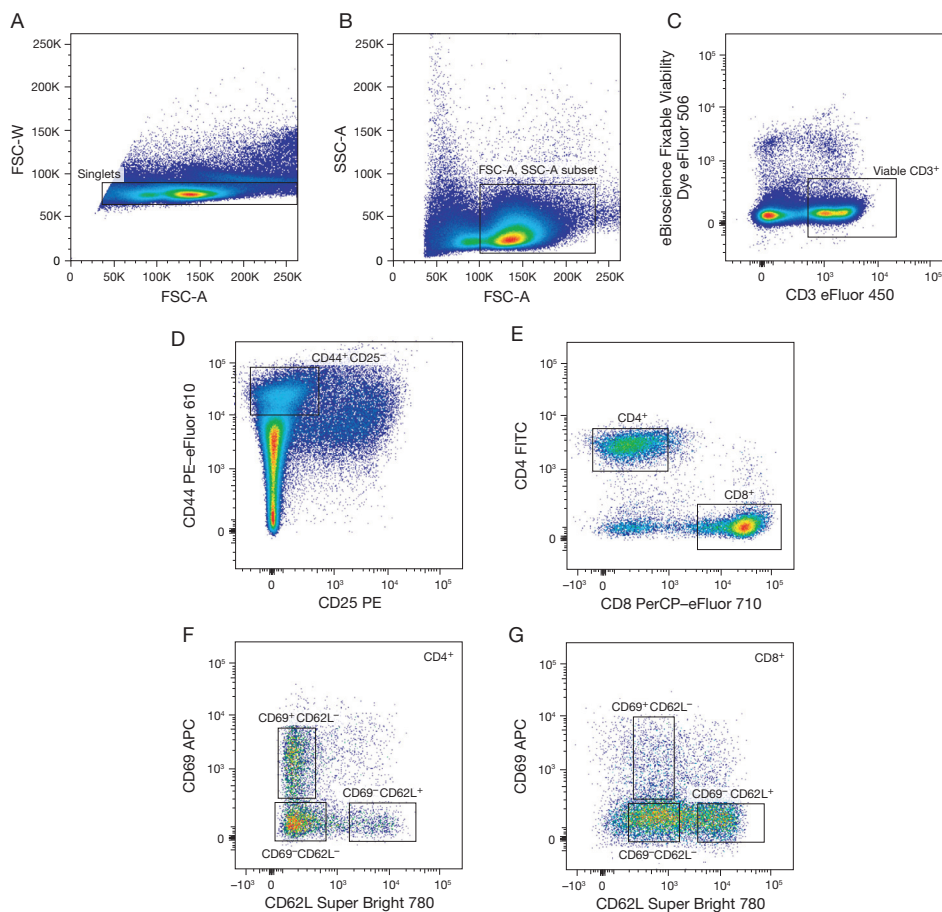 A
FSC-W
250K
200K
150K
100K
50K
0
Singlets
0 50K 100K 150K 200K 250K
FSC-A
B
SSC-A
250K
200K
150K
100K
50K
0
FSC-A, SSC-A subset
0 50K 100K 150K 200K 250K
FSC-A
C
eBioscience Fixable Viability
Dye eFluor 506
10⁵
10⁴
10³
0
Viable CD3⁺
0 10³ 10⁴ 10⁵
CD3 eFluor 450
D
CD44 PE-eFluor 610
10⁵
10⁴
10³
0
CD44⁺CD25⁻
0 10³ 10⁴ 10⁵
CD25 PE
E
CD4 FITC
10⁵
10⁴
10³
0
CD4⁺
CD8⁺
−10³ 0 10³ 10⁴ 10⁵
CD8 PerCP–eFluor 710
F
CD69 APC
10⁵
10⁴
10³
0
CD4⁺
CD69⁺CD62L⁻
CD69⁻CD62L⁺
CD69⁻CD62L⁻
−10³ 0 10³ 10⁴ 10⁵
CD62L Super Bright 780
G
CD69 APC
10⁵
10⁴
10³
0
CD8⁺
CD69⁺CD62L⁻
CD69⁻CD62L⁺
CD69⁻CD62L⁻
−10³ 0 10³ 10⁴ 10⁵
CD62L Super Bright 780